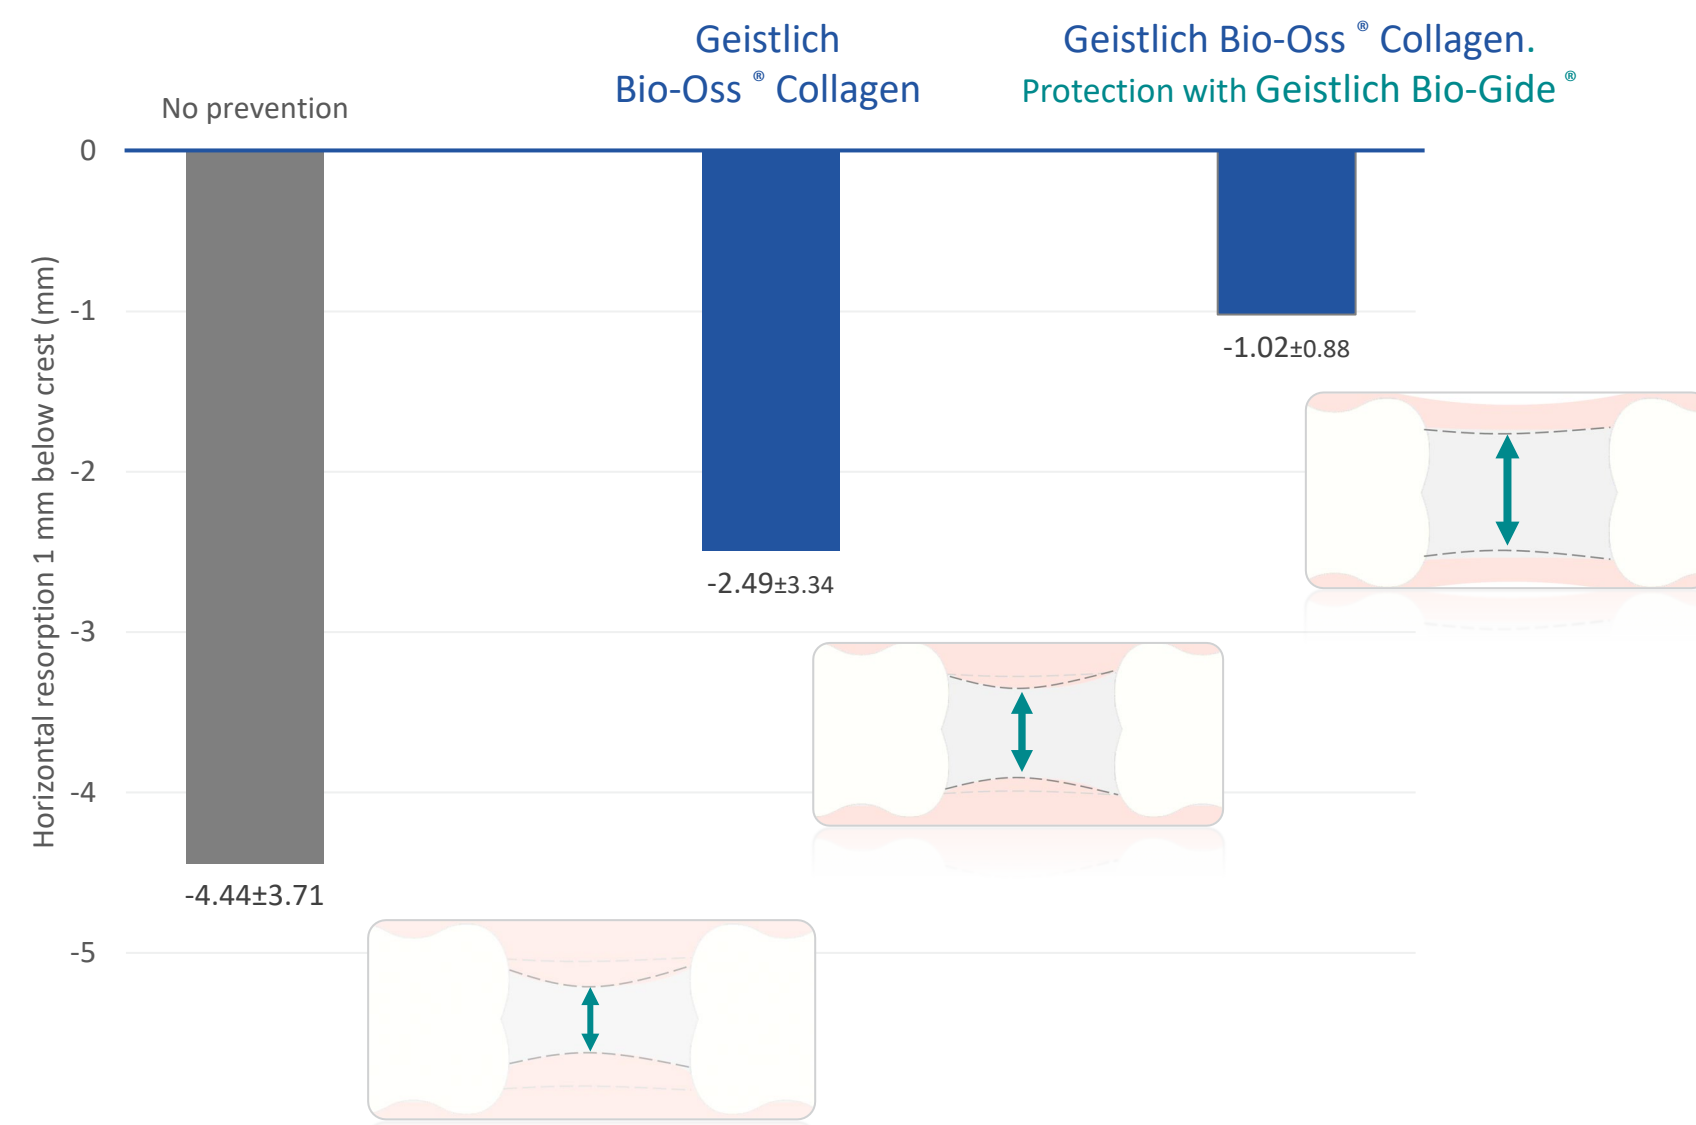 Geistlich
Bio-Oss ® Collagen
Geistlich Bio-Oss ® Collagen.
Protection with Geistlich Bio-Gide ®
No prevention
Horizontal resorption 1 mm below crest (mm)
0
-1
-2
-3
-4
-5
-4.44±3.71
-2.49±3.34
-1.02±0.88